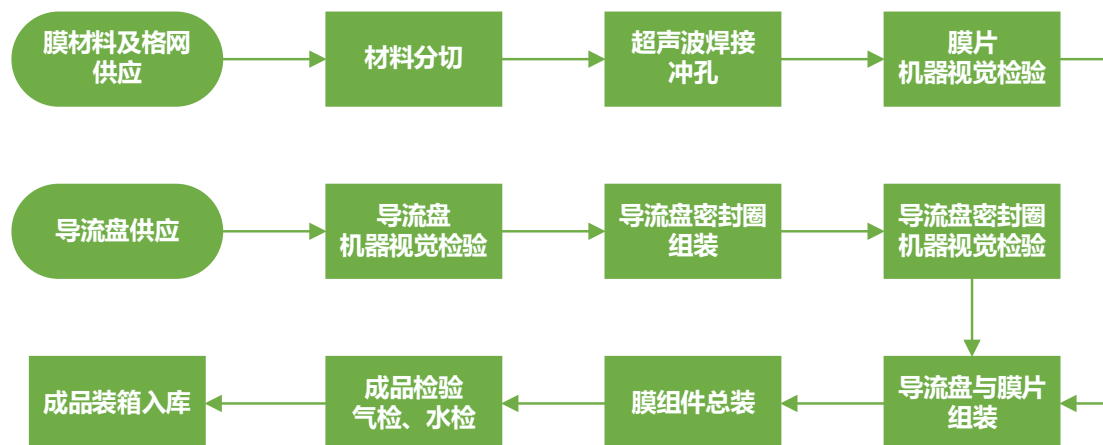 膜材料及格网
供应
材料分切
超声波焊接
冲孔
膜片
机器视觉检验
导流盘供应
导流盘
机器视觉检验
导流盘密封圈
组装
导流盘密封圈
机器视觉检验
成品装箱入库
成品检验
气检、水检
膜组件总装
导流盘与膜片
组装